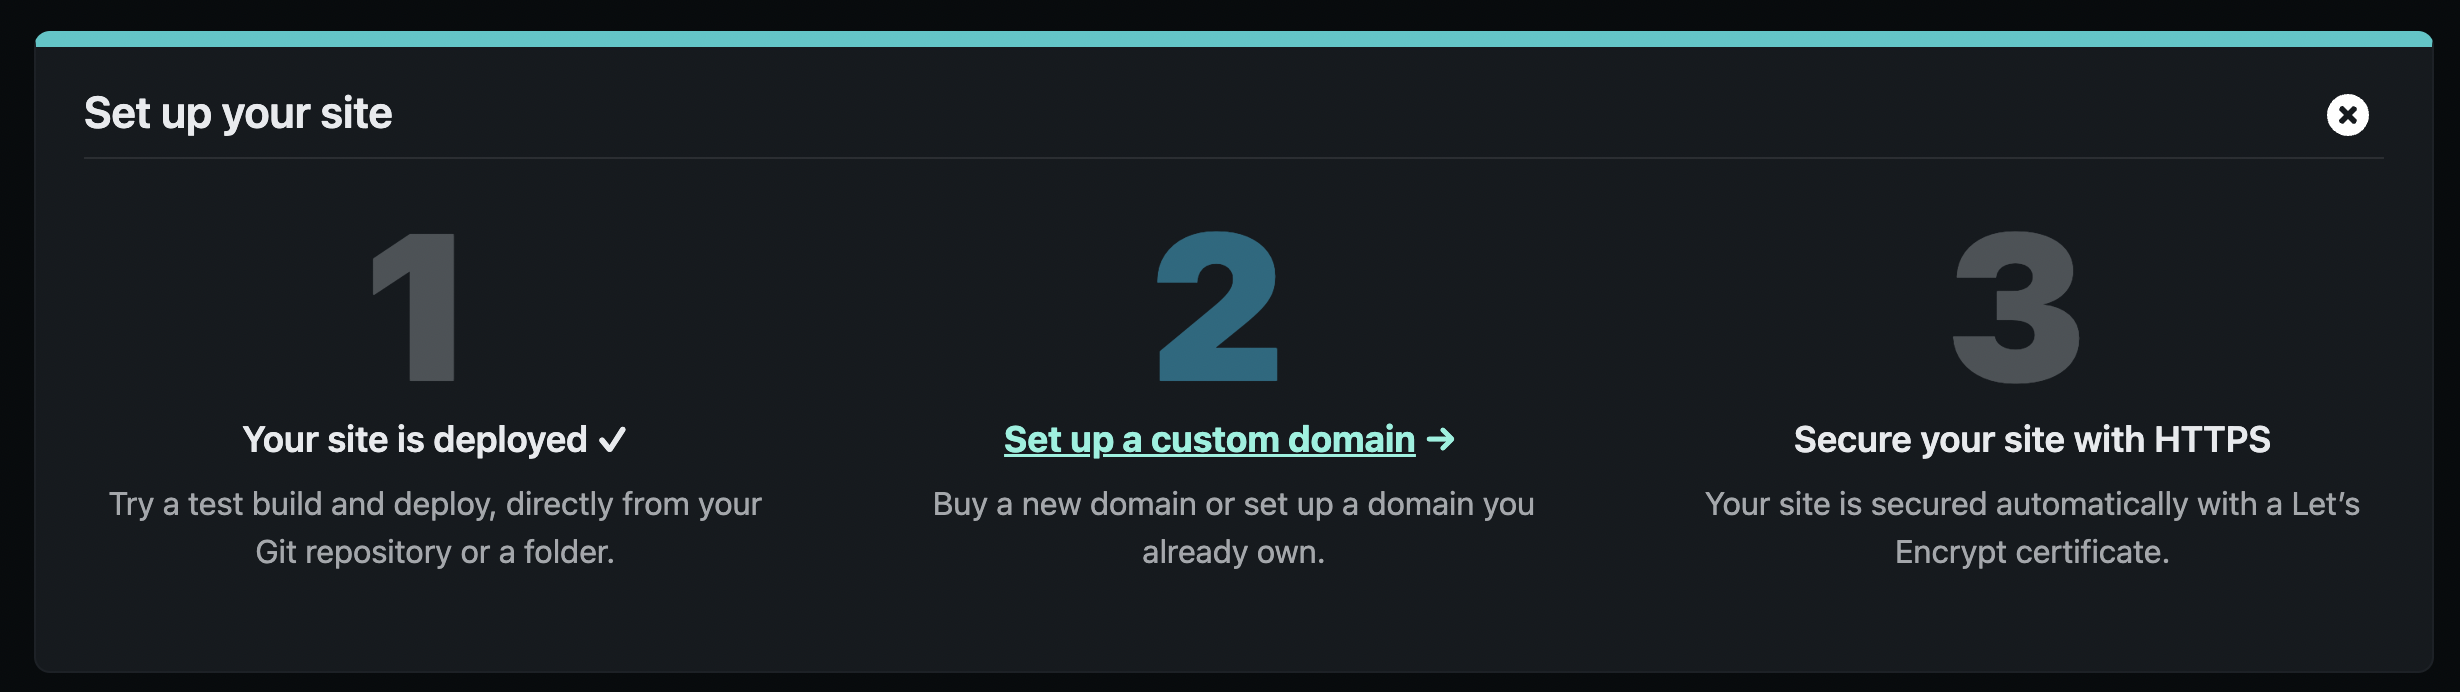 Set up your site
1
Your site is deployed ✓
Try a test build and deploy, directly from your
Git repository or a folder.
2
Set up a custom domain →
Buy a new domain or set up a domain you
already own.
3
Secure your site with HTTPS
Your site is secured automatically with a Let’s
Encrypt certificate.